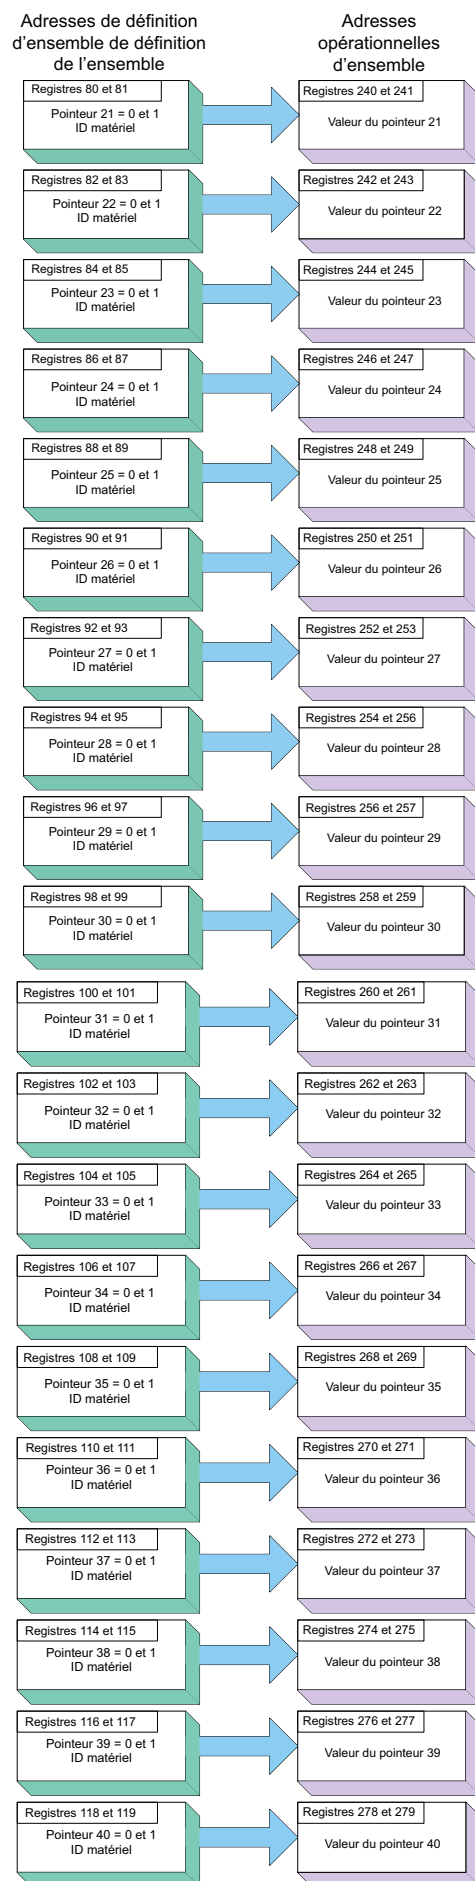 Adresses de définition
d'ensemble de définition
de l'ensemble
Adresses
opérationnelles
d'ensemble
Registres 80 et 81
Pointeur 21 = 0 et 1
ID matériel
Registres 240 et 241
Valeur du pointeur 21
Registres 82 et 83
Pointeur 22 = 0 et 1
ID matériel
Registres 242 et 243
Valeur du pointeur 22
Registres 84 et 85
Pointeur 23 = 0 et 1
ID matériel
Registres 244 et 245
Valeur du pointeur 23
Registres 86 et 87
Pointeur 24 = 0 et 1
ID matériel
Registres 246 et 247
Valeur du pointeur 24
Registres 88 et 89
Pointeur 25 = 0 et 1
ID matériel
Registres 248 et 249
Valeur du pointeur 25
Registres 90 et 91
Pointeur 26 = 0 et 1
ID matériel
Registres 250 et 251
Valeur du pointeur 26
Registres 92 et 93
Pointeur 27 = 0 et 1
ID matériel
Registres 252 et 253
Valeur du pointeur 27
Registres 94 et 95
Pointeur 28 = 0 et 1
ID matériel
Registres 254 et 256
Valeur du pointeur 28
Registres 96 et 97
Pointeur 29 = 0 et 1
ID matériel
Registres 256 et 257
Valeur du pointeur 29
Registres 98 et 99
Pointeur 30 = 0 et 1
ID matériel
Registres 258 et 259
Valeur du pointeur 30
Registres 100 et 101
Pointeur 31 = 0 et 1
ID matériel
Registres 260 et 261
Valeur du pointeur 31
Registres 102 et 103
Pointeur 32 = 0 et 1
ID matériel
Registres 262 et 263
Valeur du pointeur 32
Registres 104 et 105
Pointeur 33 = 0 et 1
ID matériel
Registres 264 et 265
Valeur du pointeur 33
Registres 106 et 107
Pointeur 34 = 0 et 1
ID matériel
Registres 266 et 267
Valeur du pointeur 34
Registres 108 et 109
Pointeur 35 = 0 et 1
ID matériel
Registres 268 et 269
Valeur du pointeur 35
Registres 110 et 111
Pointeur 36 = 0 et 1
ID matériel
Registres 270 et 271
Valeur du pointeur 36
Registres 112 et 113
Pointeur 37 = 0 et 1
ID matériel
Registres 272 et 273
Valeur du pointeur 37
Registres 114 et 115
Pointeur 38 = 0 et 1
ID matériel
Registres 274 et 275
Valeur du pointeur 38
Registres 116 et 117
Pointeur 39 = 0 et 1
ID matériel
Registres 276 et 277
Valeur du pointeur 39
Registres 118 et 119
Pointeur 40 = 0 et 1
ID matériel
Registres 278 et 279
Valeur du pointeur 40